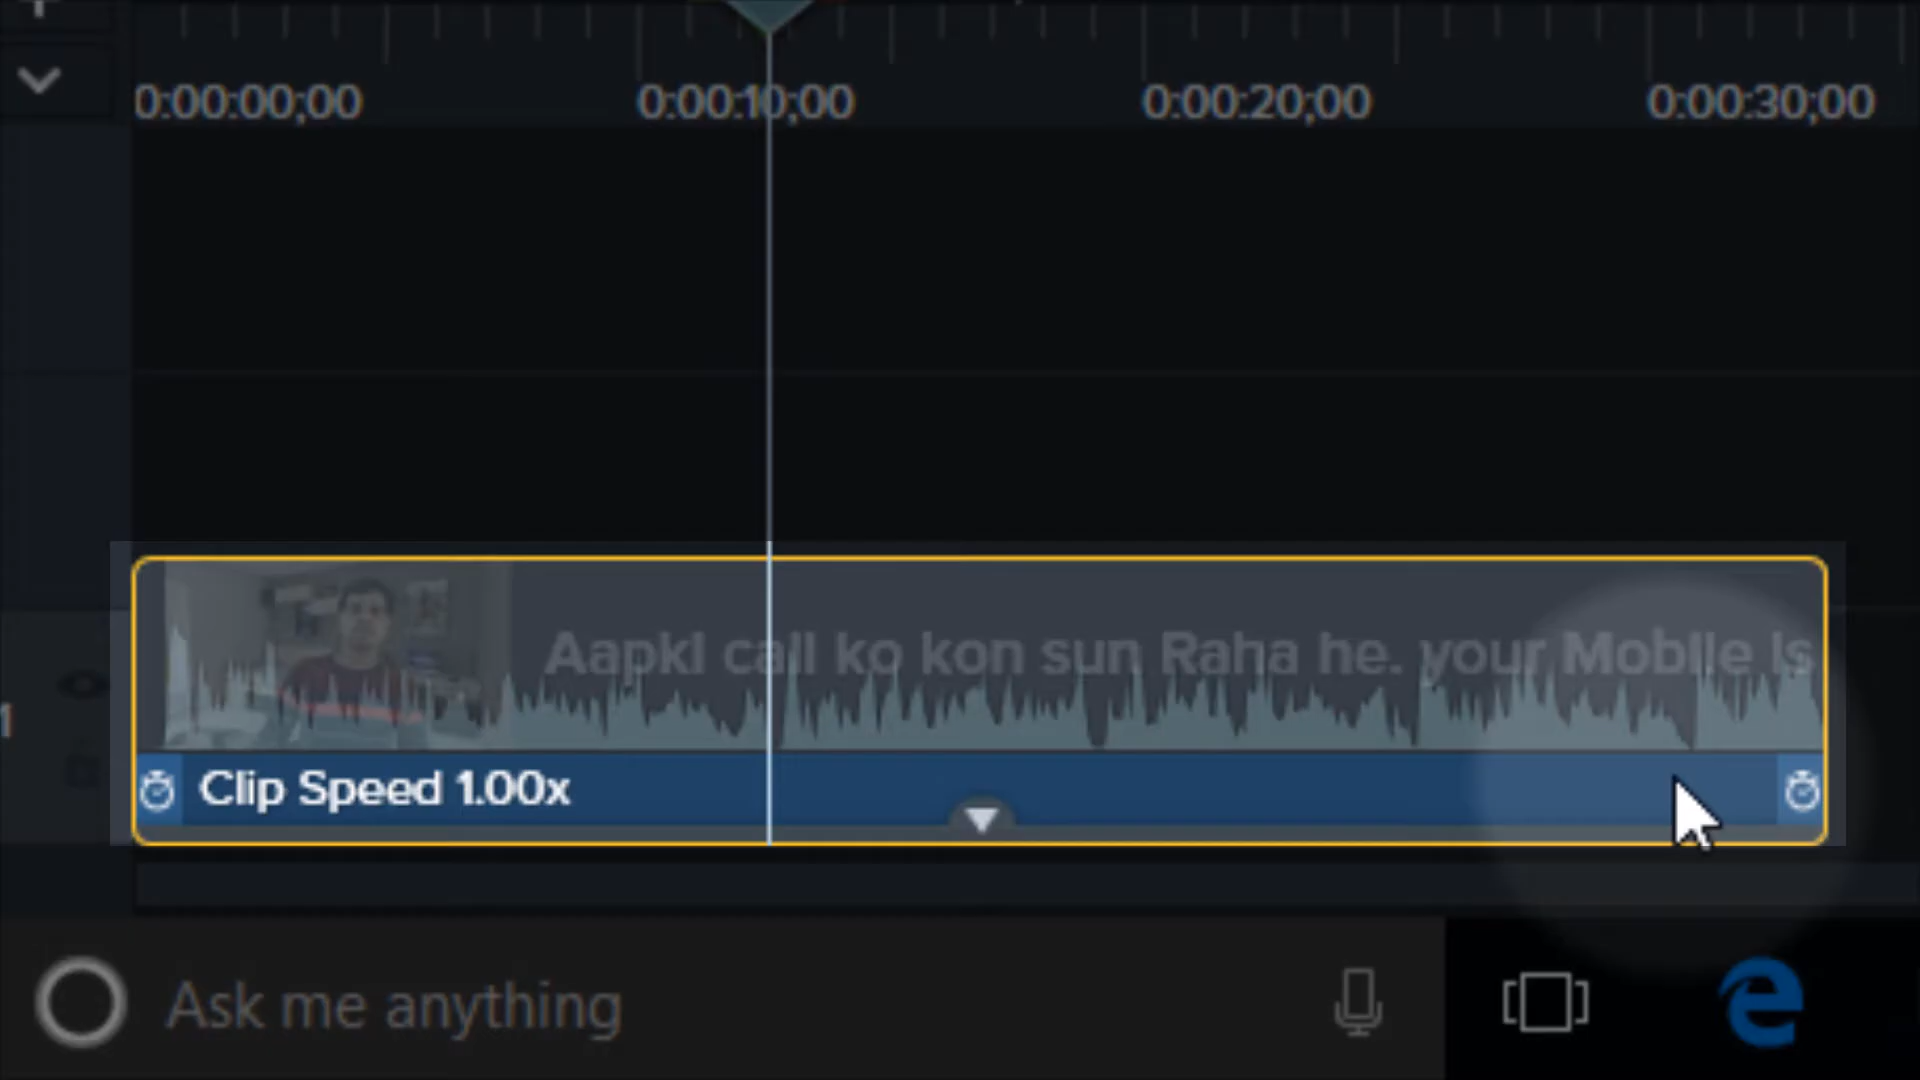 0:00:00;00 0:00:10;00 0:00:20;00 0:00:30;00
Aapki call ko kon sun Raha he. your Mobile is
1
Clip Speed 1.00x
Ask me anything